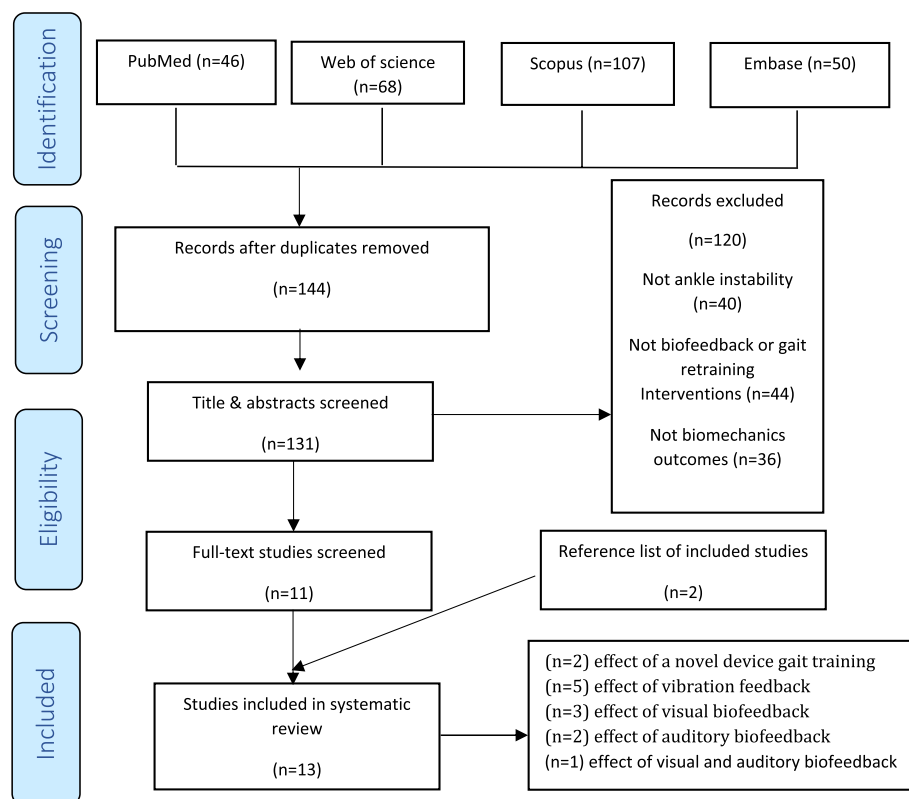 Identification
PubMed (n=46)
Web of science
(n=68)
Scopus (n=107)
Embase (n=50)
Screening
Records after duplicates removed
(n=144)
Records excluded
(n=120)
Not ankle instability
(n=40)
Not biofeedback or gait
retraining
Interventions (n=44)
Not biomechanics
outcomes (n=36)
Title & abstracts screened
(n=131)
Eligibility
Full-text studies screened
(n=11)
Reference list of included studies
(n=2)
Included
Studies included in systematic
review
(n=13)
(n=2) effect of a novel device gait training
(n=5) effect of vibration feedback
(n=3) effect of visual biofeedback
(n=2) effect of auditory biofeedback
(n=1) effect of visual and auditory biofeedback